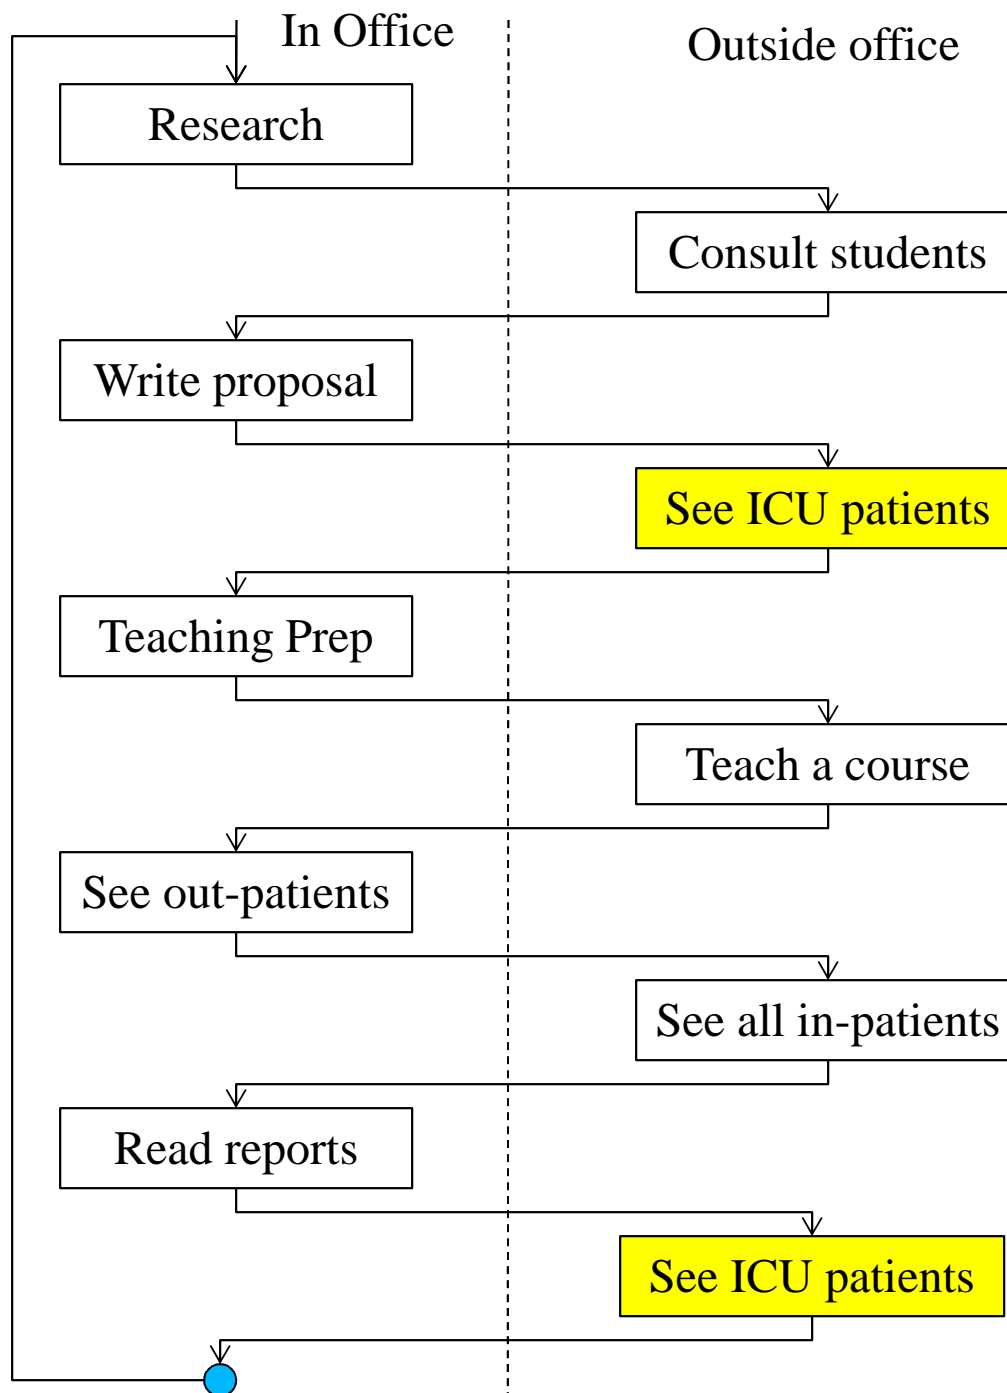 In Office
Outside office
Research
Consult students
Write proposal
See ICU patients
Teaching Prep
Teach a course
See out-patients
See all in-patients
Read reports
See ICU patients